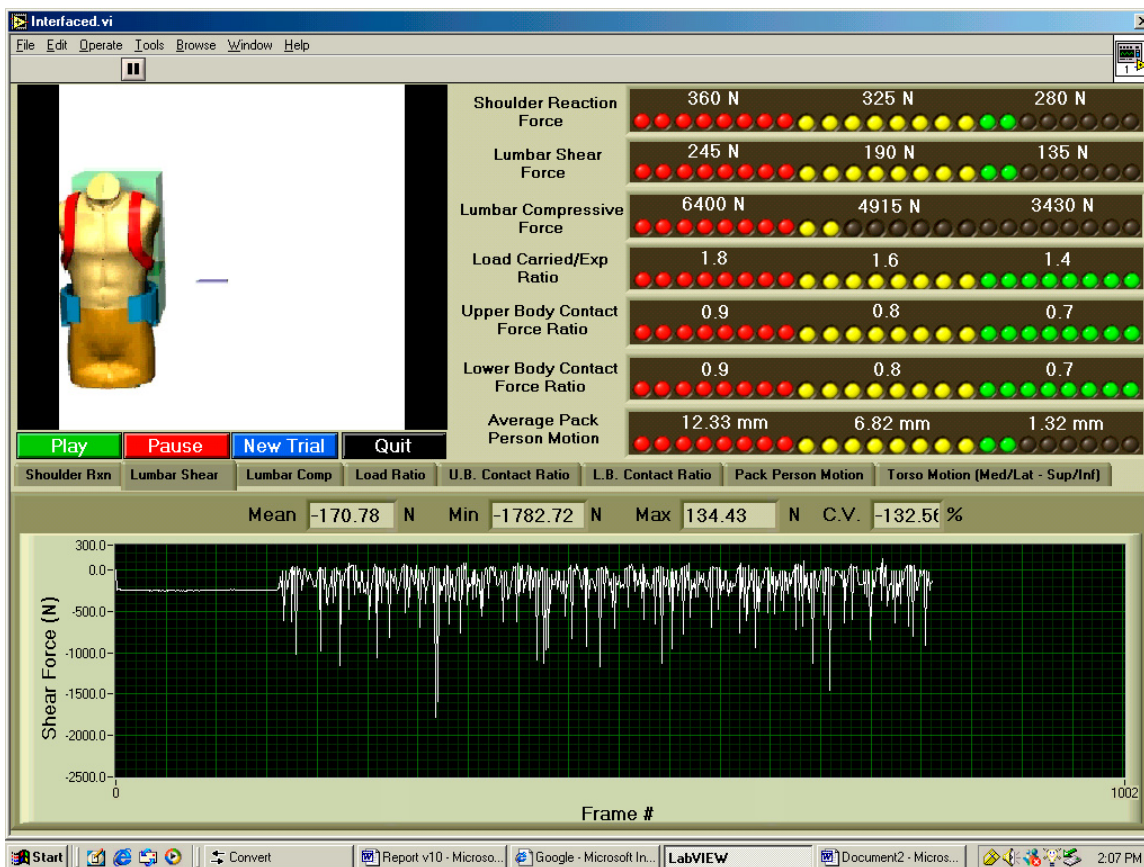 Interfaced.vi
File Edit Operate Tools Browse Window Help
1
Shoulder Reaction Force 360 N 325 N 280 N
Lumbar Shear Force 245 N 190 N 135 N
Lumbar Compressive Force 6400 N 4915 N 3430 N
Load Carried/Exp Ratio 1.8 1.6 1.4
Upper Body Contact Force Ratio 0.9 0.8 0.7
Lower Body Contact Force Ratio 0.9 0.8 0.7
Average Pack Person Motion 12.33 mm 6.82 mm 1.32 mm
Play Pause New Trial Quit
Shoulder Rxn Lumbar Shear Lumbar Comp Load Ratio U.B. Contact Ratio L.B. Contact Ratio Pack Person Motion Torso Motion (Med/Lat - Sup/Inf)
Mean -170.78 N Min -1782.72 N Max 134.43 N C.V. -132.56 %
Shear Force (N)
300.0
0.0
-500.0
-1000.0
-1500.0
-2000.0
-2500.0
0 1002
Frame #
Start Convert Report v10 - Microso... Google - Microsoft In... LabVIEW Document2 - Micros... 2:07 PM